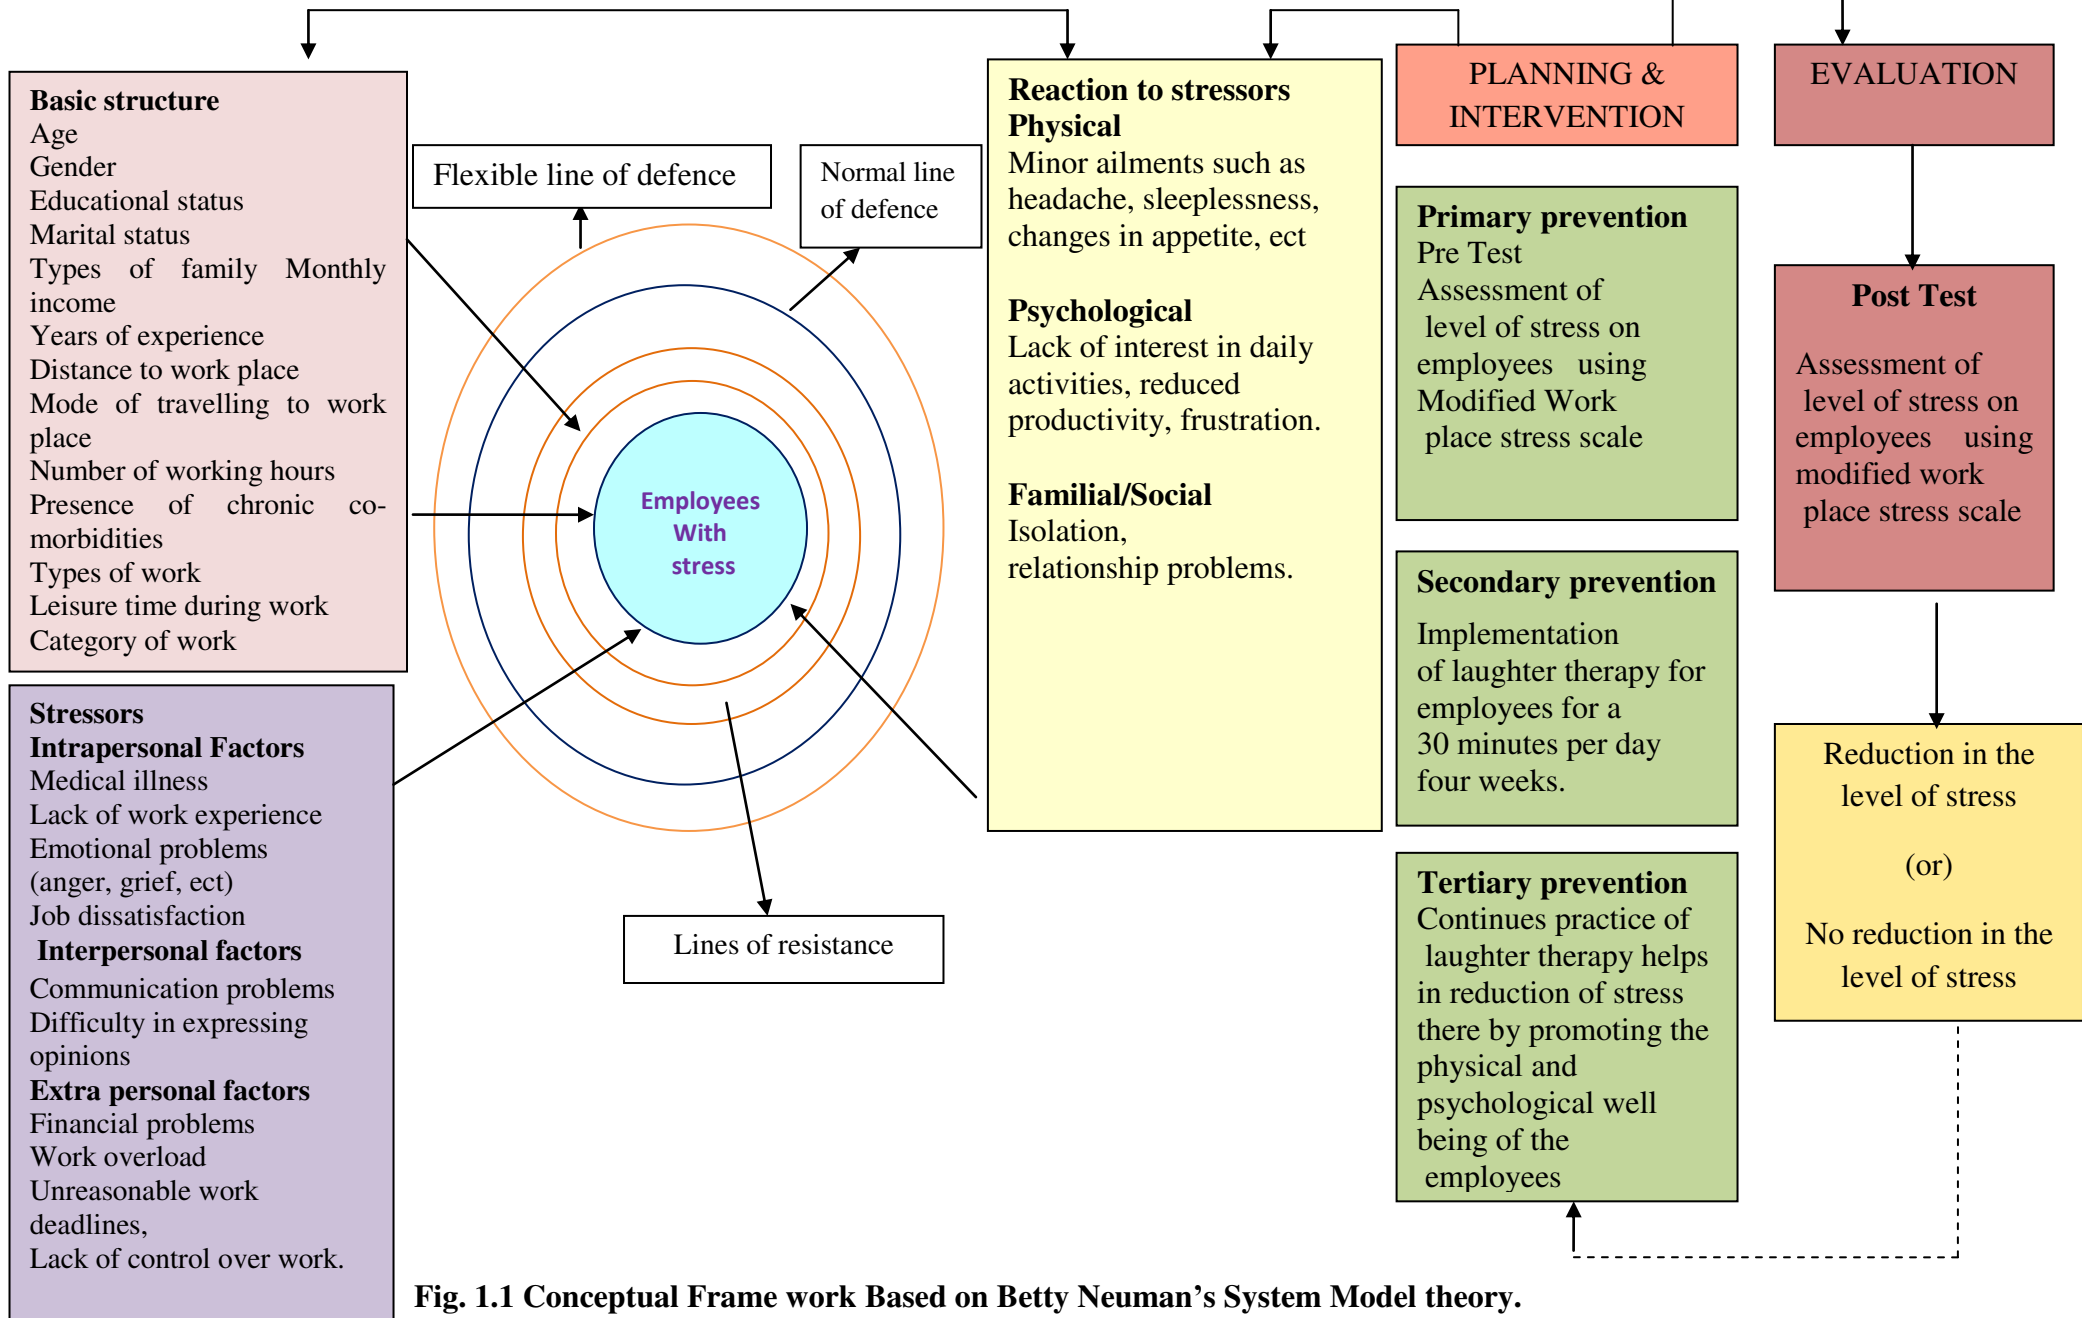 Basic structure
Age
Gender
Educational status
Marital status
Types of family Monthly
income
Years of experience
Distance to work place
Mode of travelling to work
place
Number of working hours
Presence of chronic co-
morbidities
Types of work
Leisure time during work
Category of work
Stressors
Intrapersonal Factors
Medical illness
Lack of work experience
Emotional problems
(anger, grief, ect)
Job dissatisfaction
Interpersonal factors
Communication problems
Difficulty in expressing
opinions
Extra personal factors
Financial problems
Work overload
Unreasonable work
deadlines,
Lack of control over work.
Flexible line of defence
Normal line
of defence
Employees
With
stress
Lines of resistance
Reaction to stressors
Physical
Minor ailments such as
headache, sleeplessness,
changes in appetite, ect
Psychological
Lack of interest in daily
activities, reduced
productivity, frustration.
Familial/Social
Isolation,
relationship problems.
PLANNING &
INTERVENTION
Primary prevention
Pre Test
Assessment of
level of stress on
employees using
Modified Work
place stress scale
Secondary prevention
Implementation
of laughter therapy for
employees for a
30 minutes per day
four weeks.
Tertiary prevention
Continues practice of
laughter therapy helps
in reduction of stress
there by promoting the
physical and
psychological well
being of the
employees
EVALUATION
Post Test
Assessment of
level of stress on
employees using
modified work
place stress scale
Reduction in the
level of stress
(or)
No reduction in the
level of stress
Fig. 1.1 Conceptual Frame work Based on Betty Neuman’s System Model theory.